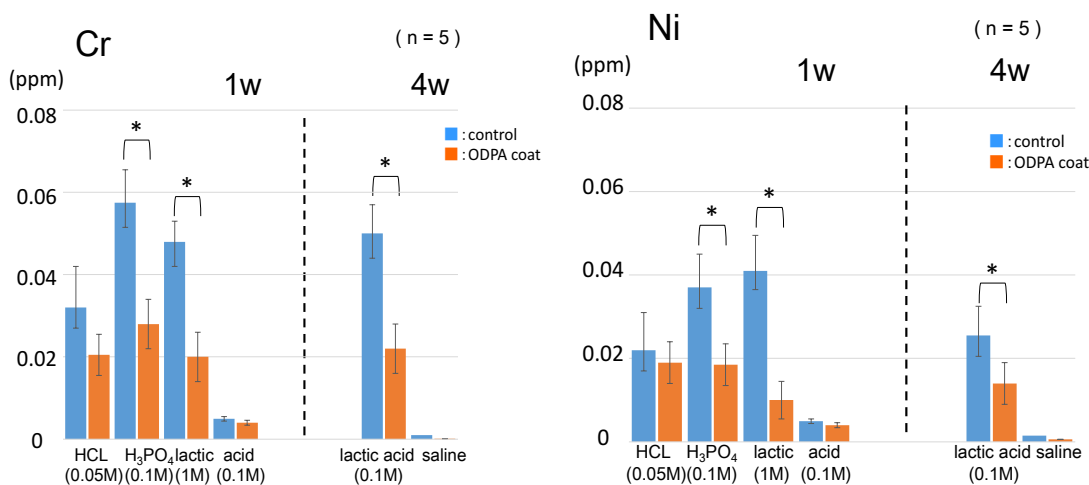 Cr
( n = 5 )
(ppm)
1w
4w
0.08
: control
: ODPA coat
*
*
*
0.06
0.04
0.02
0
HCL H₃PO₄ lactic acid lactic acid saline
(0.05M) (0.1M) (1M) (0.1M) (0.1M)
Ni
( n = 5 )
(ppm)
1w
4w
0.08
: control
: ODPA coat
*
*
*
0.06
0.04
0.02
0
HCL H₃PO₄ lactic acid lactic acid saline
(0.05M) (0.1M) (1M) (0.1M) (0.1M)